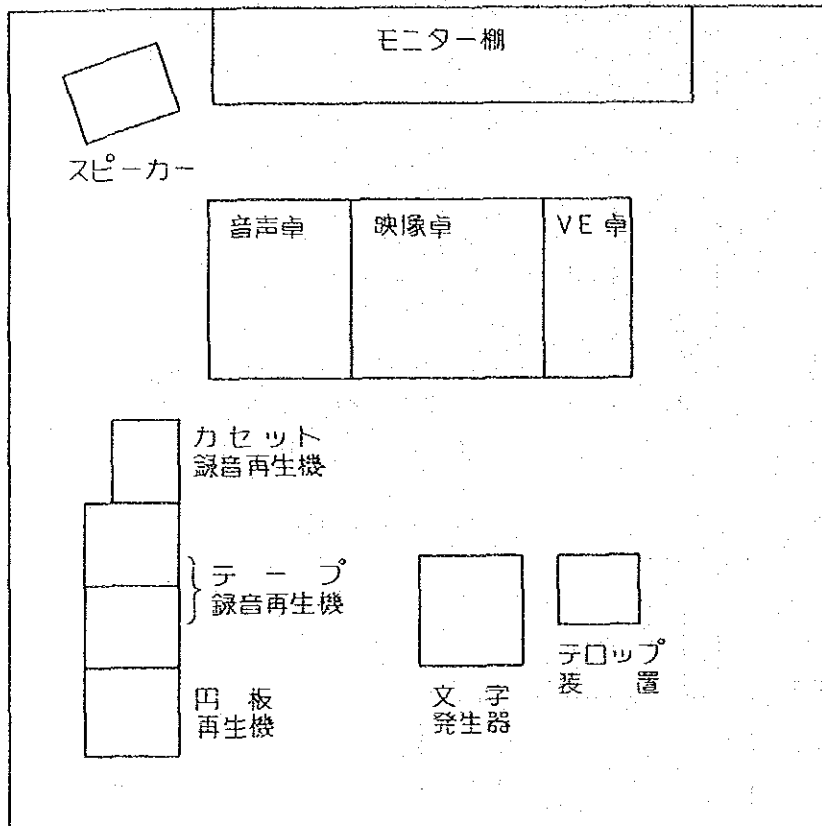 モニター棚
スピーカー
音声卓
映像卓
VE卓
カセット
録音再生機
テープ
録音再生機
円板
再生機
文字
発生器
テロップ
装置